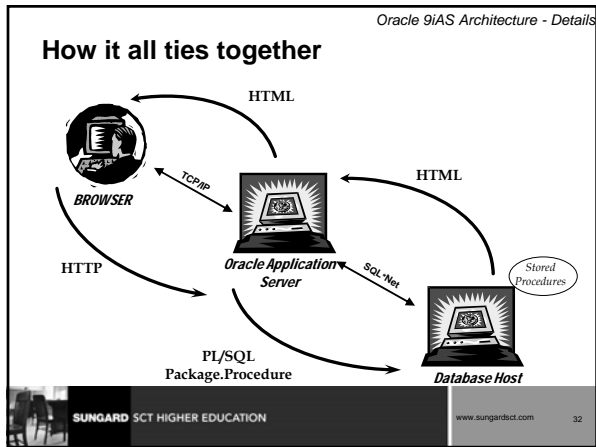 Oracle 9iAS Architecture - Details
How it all ties together
HTML
TCP/IP
HTML
BROWSER
HTTP
Oracle Application
Server
SQL*Net
Stored
Procedures
PL/SQL
Package.Procedure
Database Host
SUNGARD SCT HIGHER EDUCATION
www.sungardsct.com
32